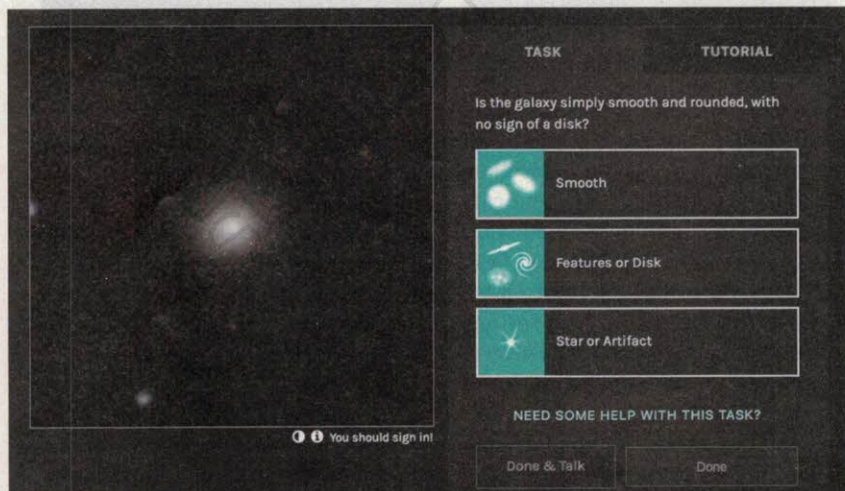 TASK
TUTORIAL
Is the galaxy simply smooth and rounded, with
no sign of a disk?
Smooth
Features or Disk
Star or Artifact
NEED SOME HELP WITH THIS TASK?
You should sign in!
Done & Talk
Done